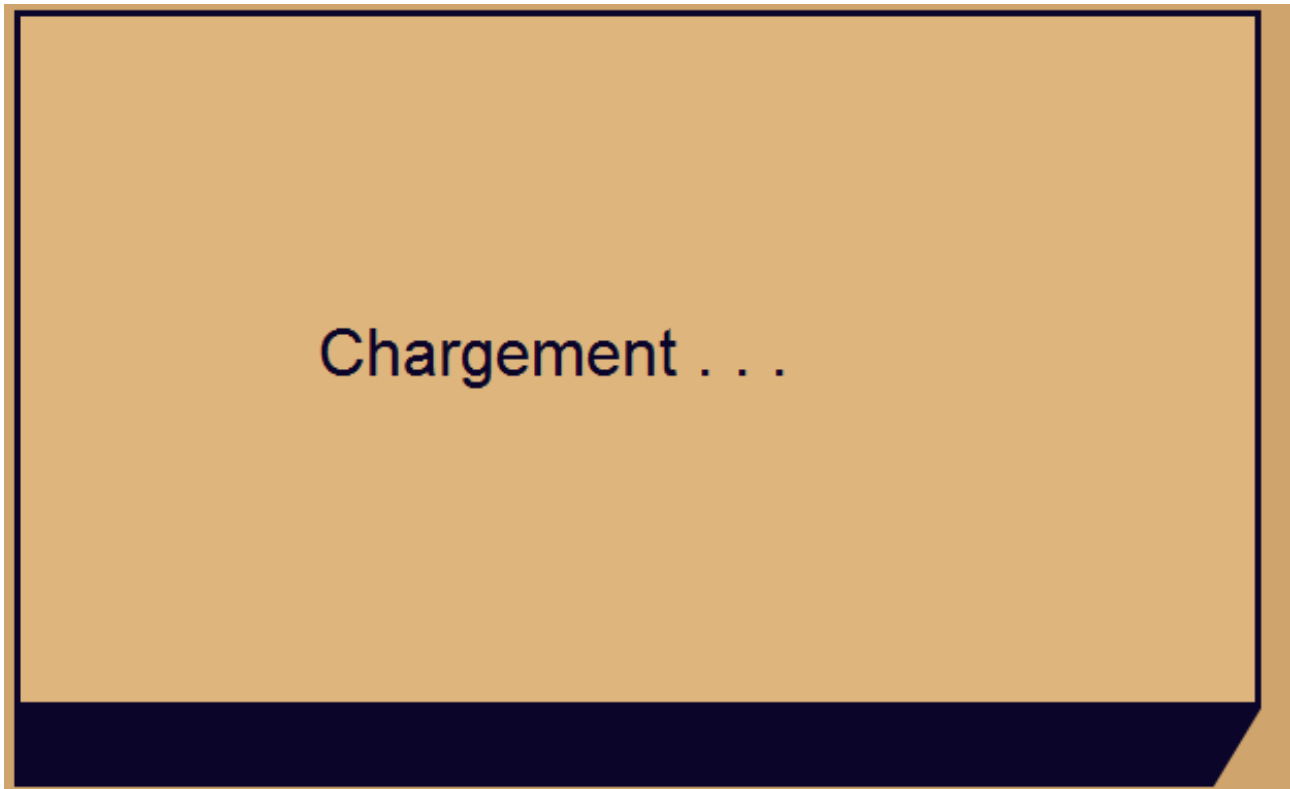 Chargement . . .